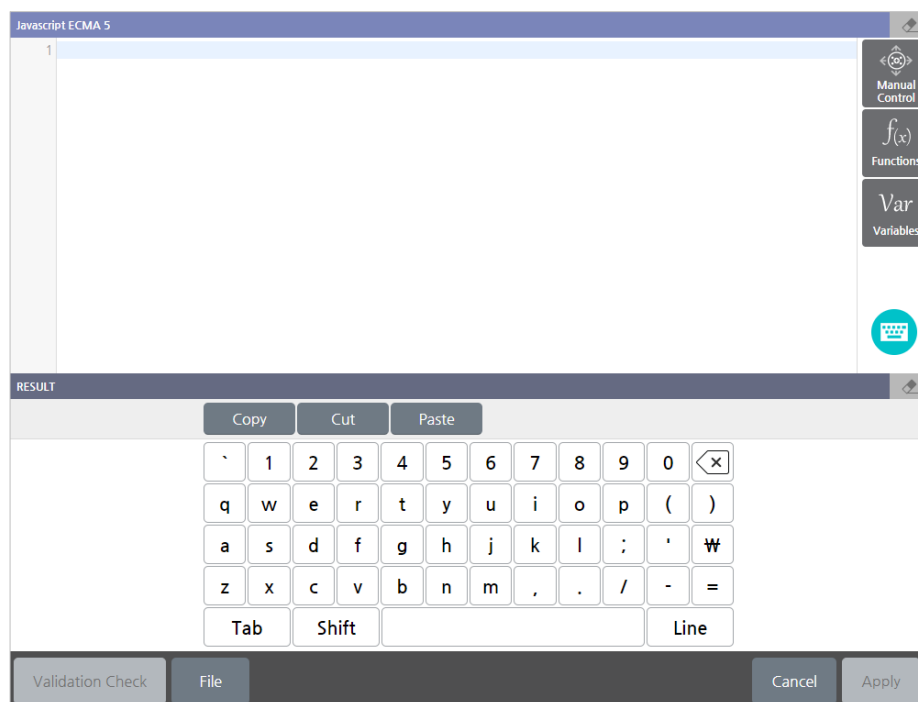 Javascript ECMA 5
1
Manual
Control
f(x)
Functions
Var
Variables
RESULT
Copy Cut Paste
` 1 2 3 4 5 6 7 8 9 0
q w e r t y u i o p ( )
a s d f g h j k l ; ' ₩
z x c v b n m , . / - =
Tab Shift Line
Validation Check File Cancel Apply